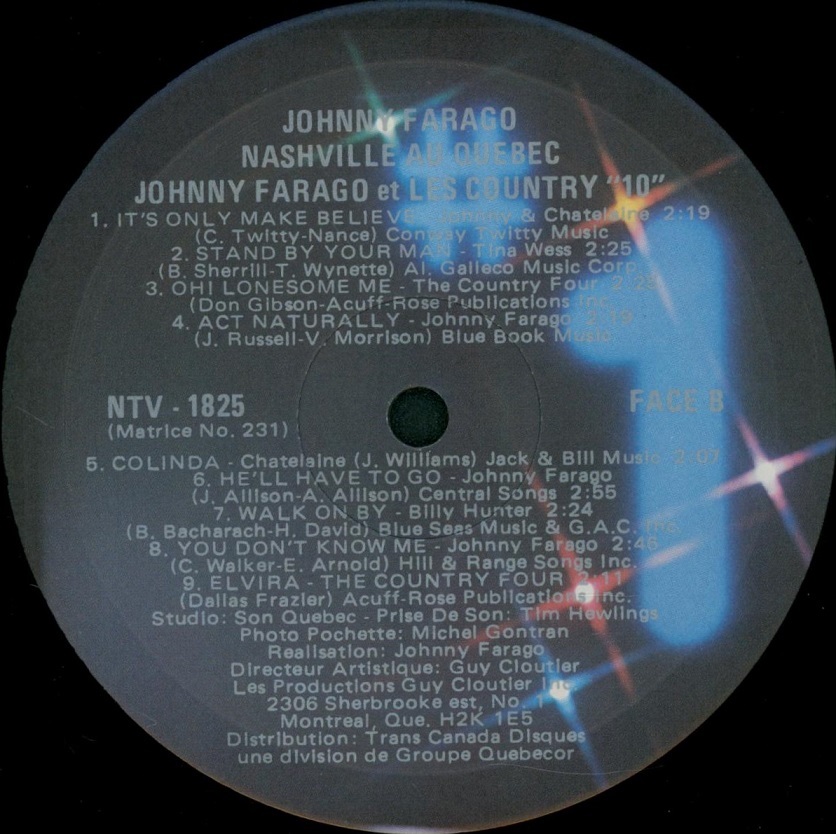 JOHNNY FARAGO
NASHVILLE AU QUEBEC
JOHNNY FARAGO et LES COUNTRY "10"
1. IT'S ONLY MAKE BELIEVE - Johnny & Chatelaine 2:19
(C. Twitty-Nance) Conway Twitty Music
2. STAND BY YOUR MAN - Tina Wess 2:25
(B. Sherrill-T. Wynette) Al. Galleco Music Corp.
3. OH! LONESOME ME - The Country Four 2:25
(Don Gibson-Acuff-Rose Publications Inc.
4. ACT NATURALLY - Johnny Farago 2:19
(J. Russell-V. Morrison) Blue Book Music
NTV - 1825
FACE B
(Matrice No. 231)
5. COLINDA - Chatelaine (J. Williams) Jack & Bill Music 2:07
6. HE'LL HAVE TO GO - Johnny Farago
(J. Allison-A. Allison) Central Songs 2:55
7. WALK ON BY - Billy Hunter 2:24
(B. Bacharach-H. David) Blue Seas Music & G.A.C. Inc.
8. YOU DON'T KNOW ME - Johnny Farago 2:46
(C. Walker-E. Arnold) Hill & Range Songs Inc.
9. ELVIRA - THE COUNTRY FOUR 2:11
(Dallas Frazier) Acuff-Rose Publications Inc.
Studio: Son Quebec - Prise De Son: Tim Hewlings
Photo Pochette: Michel Gontran
Realisation: Johnny Farago
Directeur Artistique: Guy Cloutier
Les Productions Guy Cloutier Inc.
2306 Sherbrooke est, No. 1
Montreal, Que. H2K 1E5
Distribution: Trans Canada Disques
une division de Groupe Quebecor